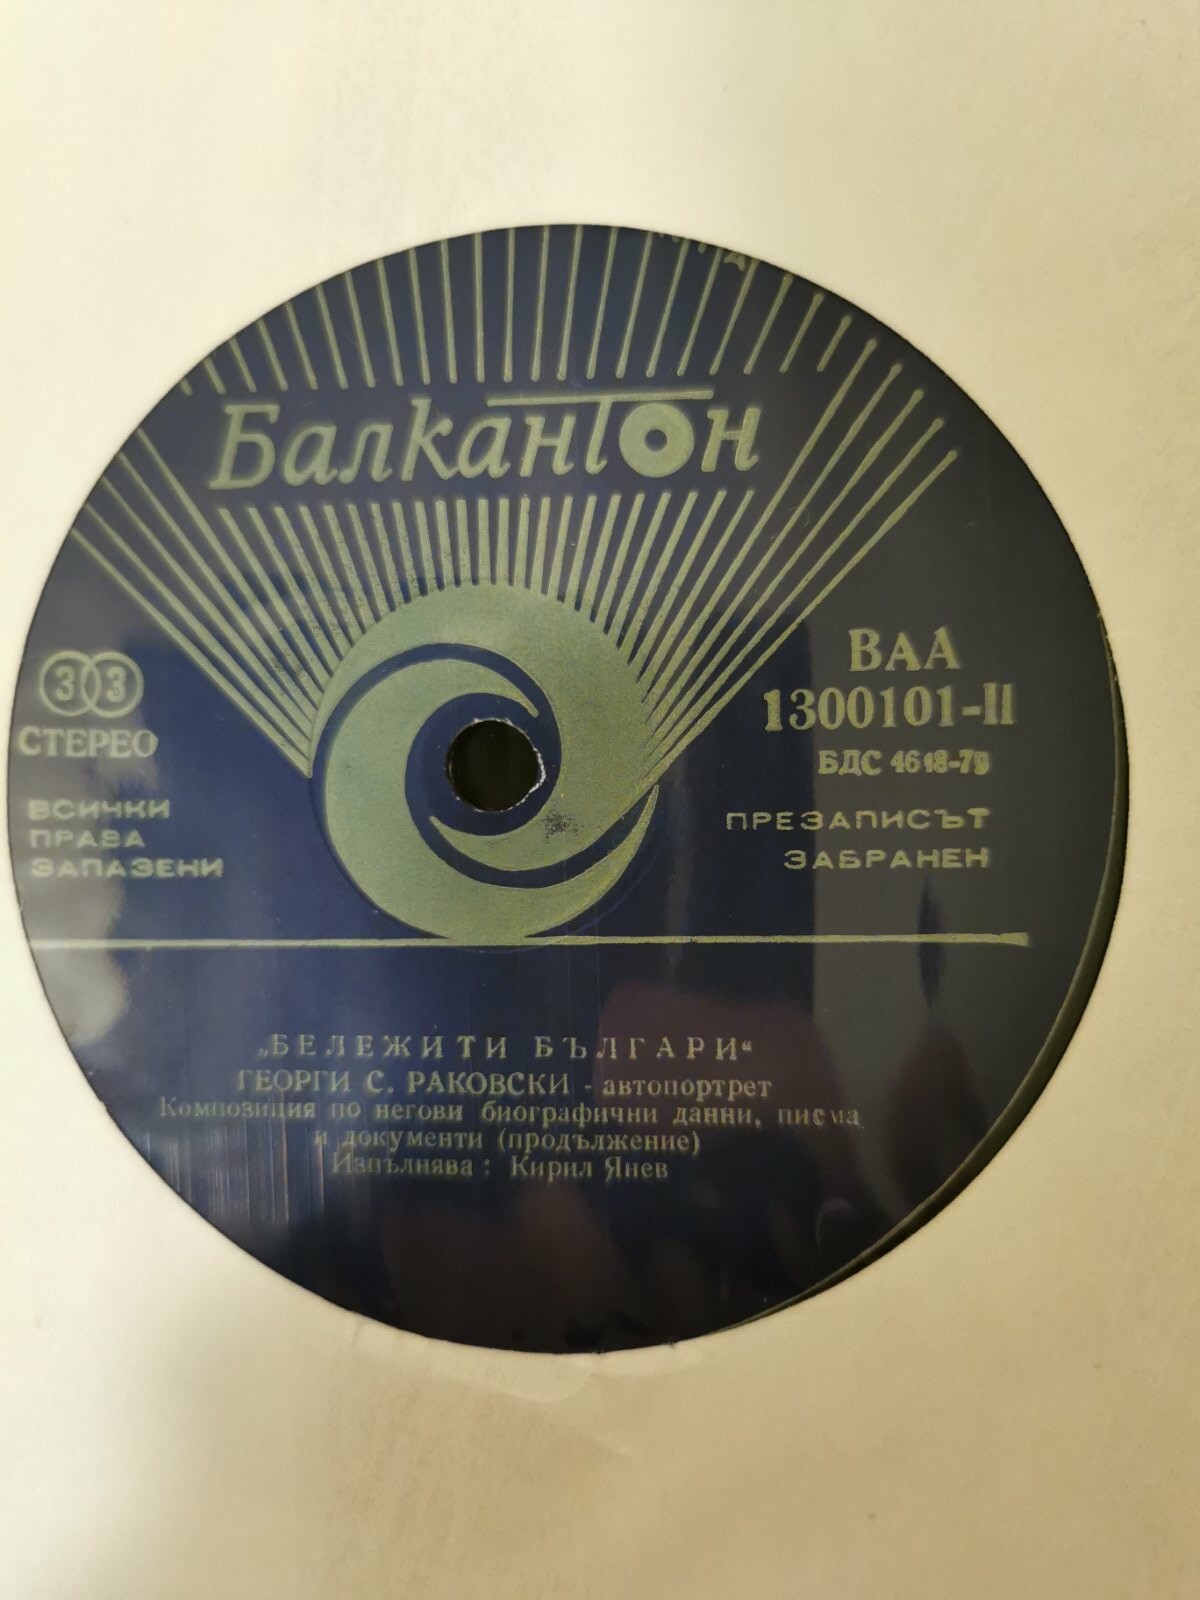 Балкантон
33
СТЕРЕО
ВСИЧКИ
ПРАВА
ЗАПАЗЕНИ
ВАА
1300101-II
БДС 4618-79
ПРЕЗАПИСЪТ
ЗАБРАНЕН
„БЕЛЕЖИТИ БЪЛГАРИ“
ГЕОРГИ С. РАКОВСКИ - автопортрет
Композиция по негови биографични данни, писма
и документи (продължение)
Изпълнява: Кирил Янев